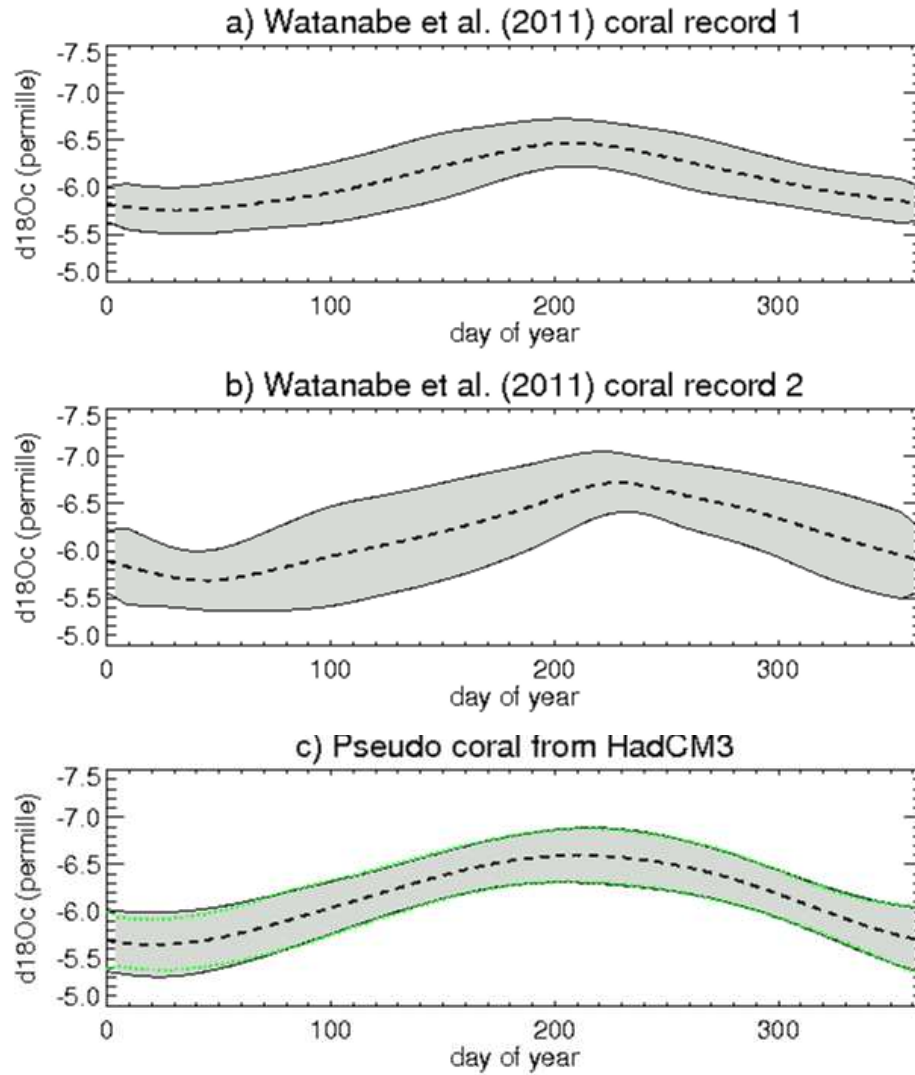 a) Watanabe et al. (2011) coral record 1
d18Oc (permille)
-7.5
-7.0
-6.5
-6.0
-5.5
-5.0
0 100 200 300
day of year
b) Watanabe et al. (2011) coral record 2
d18Oc (permille)
-7.5
-7.0
-6.5
-6.0
-5.5
-5.0
0 100 200 300
day of year
c) Pseudo coral from HadCM3
d18Oc (permille)
-7.5
-7.0
-6.5
-6.0
-5.5
-5.0
0 100 200 300
day of year